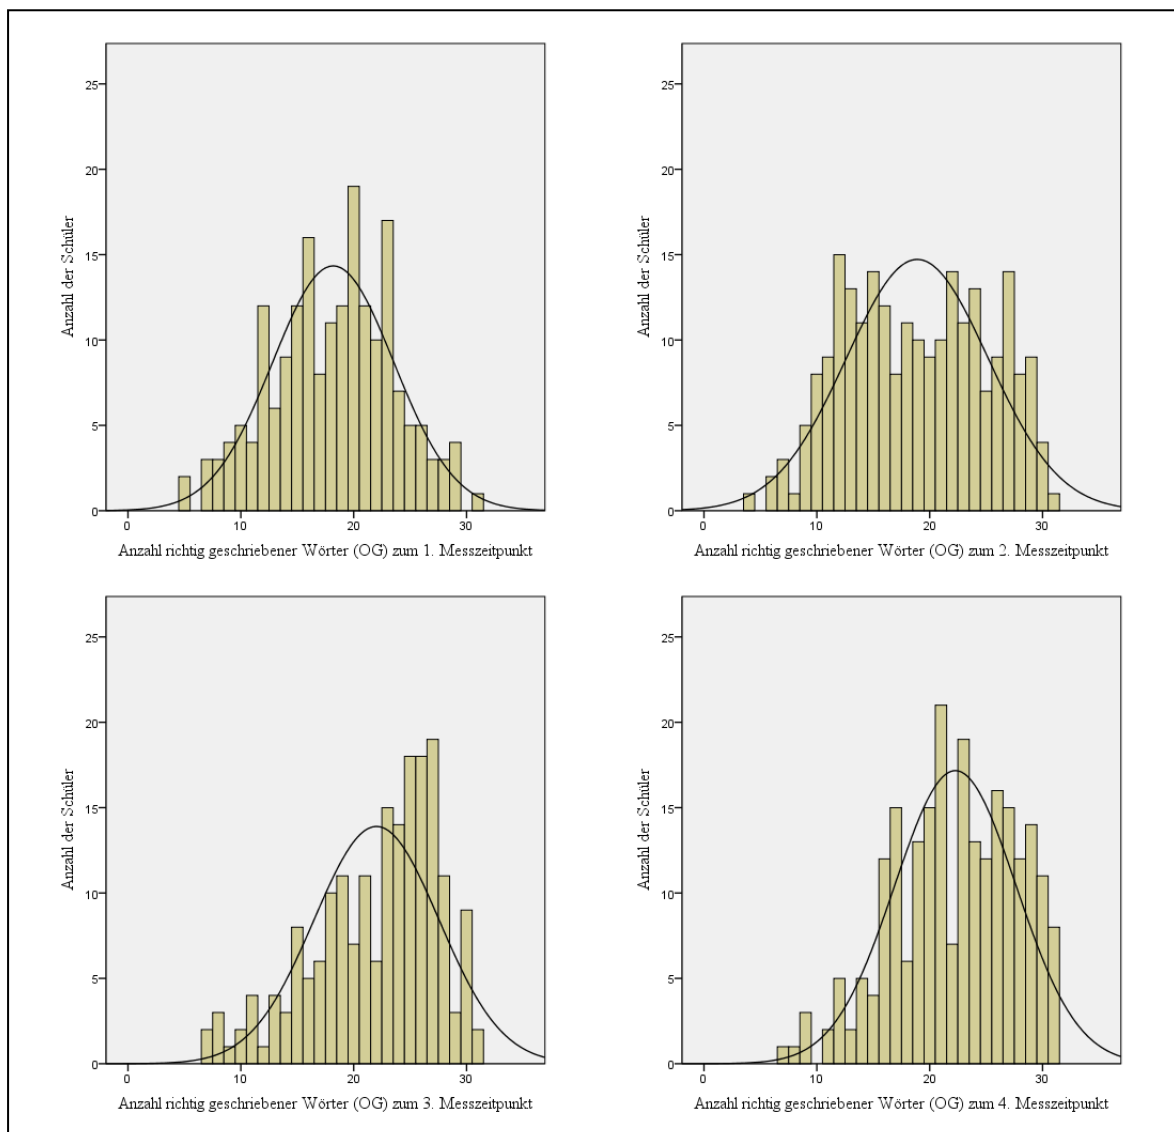 25
20
15
10
5
0
Anzahl der Schüler
0 10 20 30
Anzahl richtig geschriebener Wörter (OG) zum 1. Messzeitpunkt
25
20
15
10
5
0
Anzahl der Schüler
0 10 20 30
Anzahl richtig geschriebener Wörter (OG) zum 2. Messzeitpunkt
25
20
15
10
5
0
Anzahl der Schüler
0 10 20 30
Anzahl richtig geschriebener Wörter (OG) zum 3. Messzeitpunkt
25
20
15
10
5
0
Anzahl der Schüler
0 10 20 30
Anzahl richtig geschriebener Wörter (OG) zum 4. Messzeitpunkt